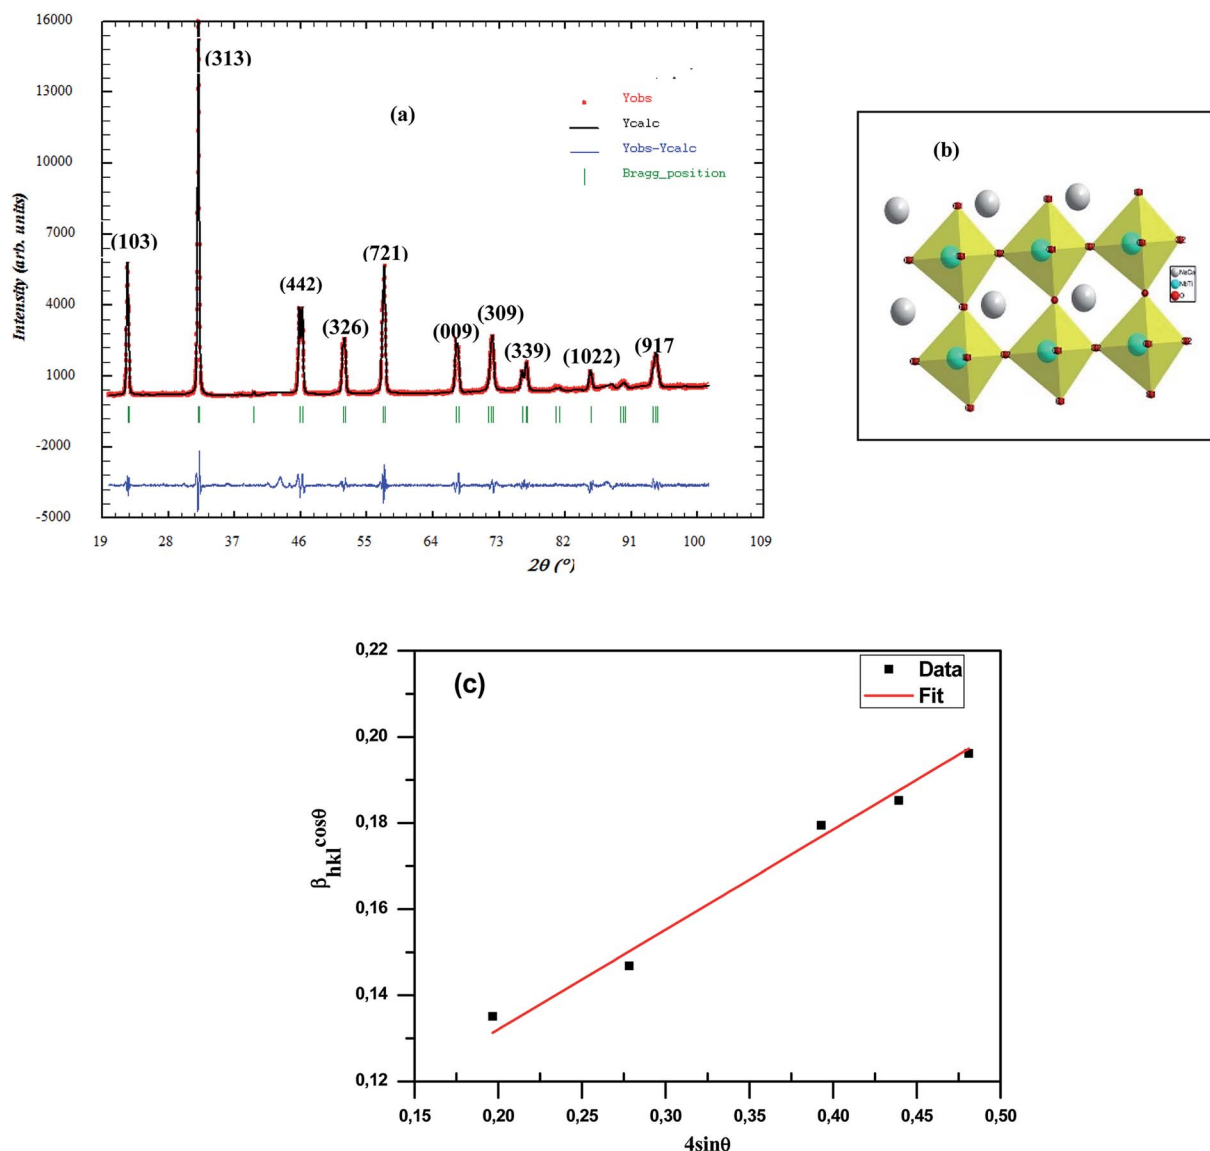 16000
13000
10000
7000
4000
1000
-2000
-5000
Intensity (arb. units)
(313)
(a)
Yobs
Ycalc
Yobs-Ycalc
Bragg_position
(103)
(721)
(442)
(326)
(009)
(309)
(339)
(1022)
(917)
19 28 37 46 55 64 73 82 91 100 109
2θ (°)
(b)
NbTi
O
(c)
Data
Fit
0,22
0,20
0,18
0,16
0,14
0,12
βhklcosθ
0,15 0,20 0,25 0,30 0,35 0,40 0,45 0,50
4sinθ